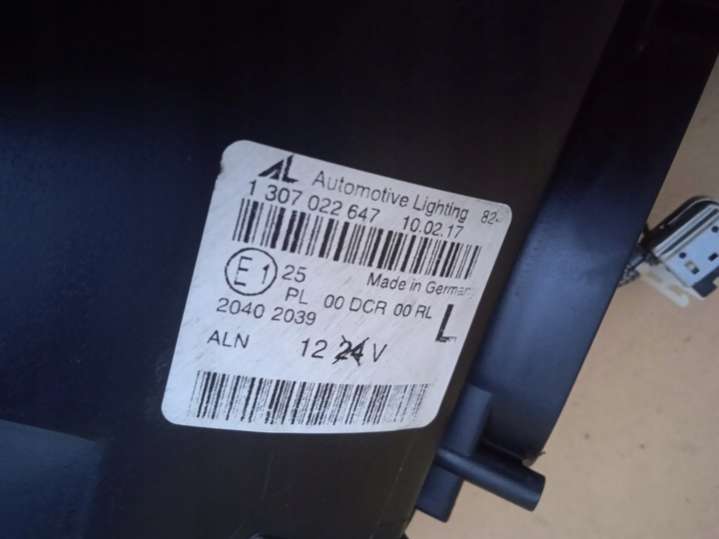 AL Automotive Lighting 82-
1 307 022 647 10.02.17
E1 25 Made in Germany
PL 00 DCR 00 RL
2040 2039 L
ALN 12 24 V